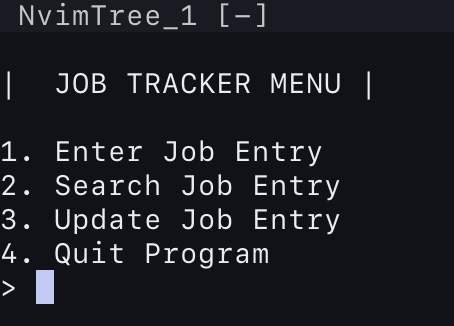 NvimTree_1 [-]
|  JOB TRACKER MENU |
1. Enter Job Entry
2. Search Job Entry
3. Update Job Entry
4. Quit Program
>